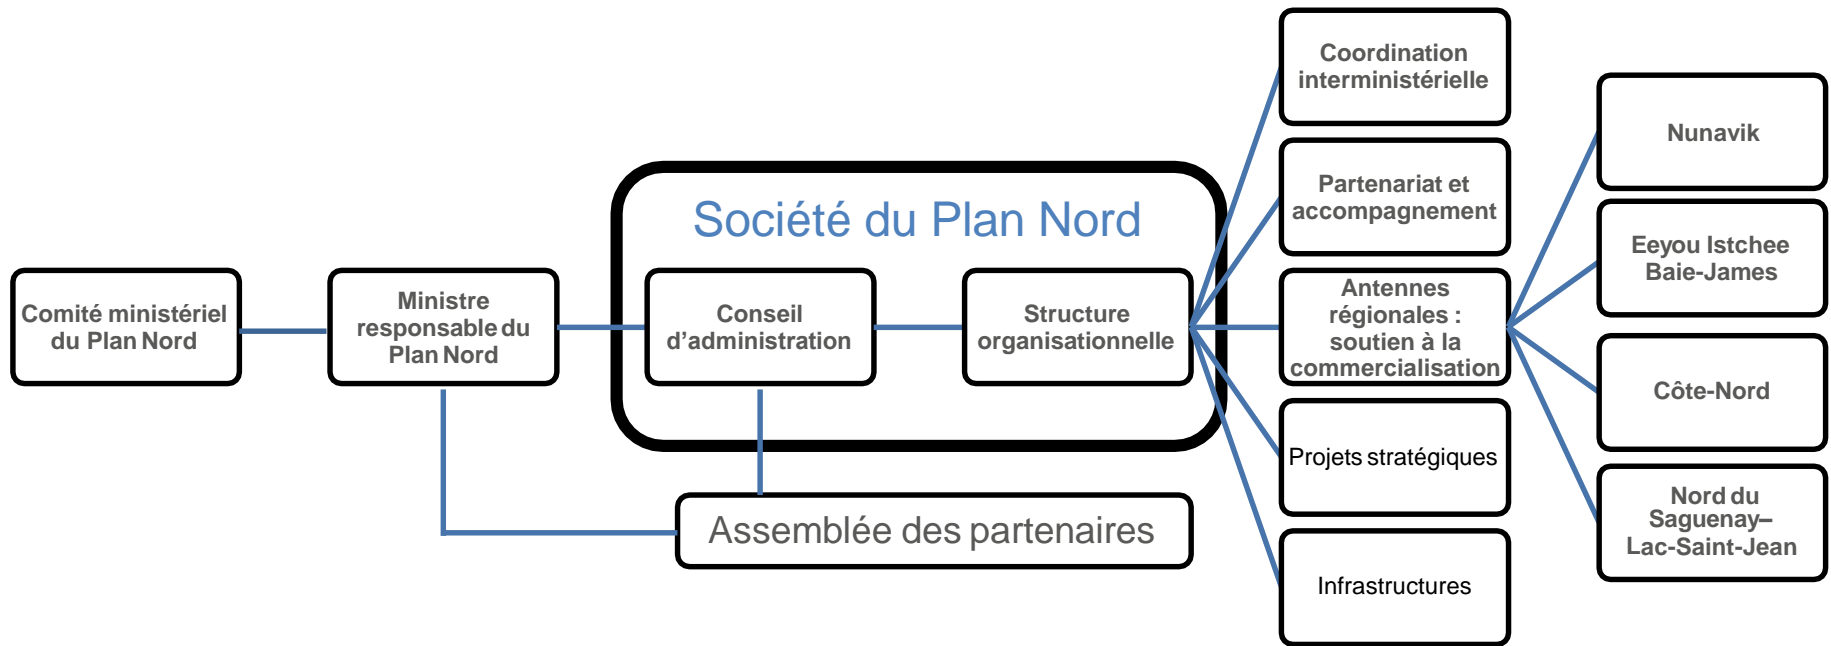 Comité ministériel
du Plan Nord
Ministre
responsable du
Plan Nord
Société du Plan Nord
Conseil
d’administration
Structure
organisationnelle
Assemblée des partenaires
Coordination
interministérielle
Partenariat et
accompagnement
Antennes
régionales :
soutien à la
commercialisation
Projets stratégiques
Infrastructures
Nunavik
Eeyou Istchee
Baie-James
Côte-Nord
Nord du
Saguenay–
Lac-Saint-Jean